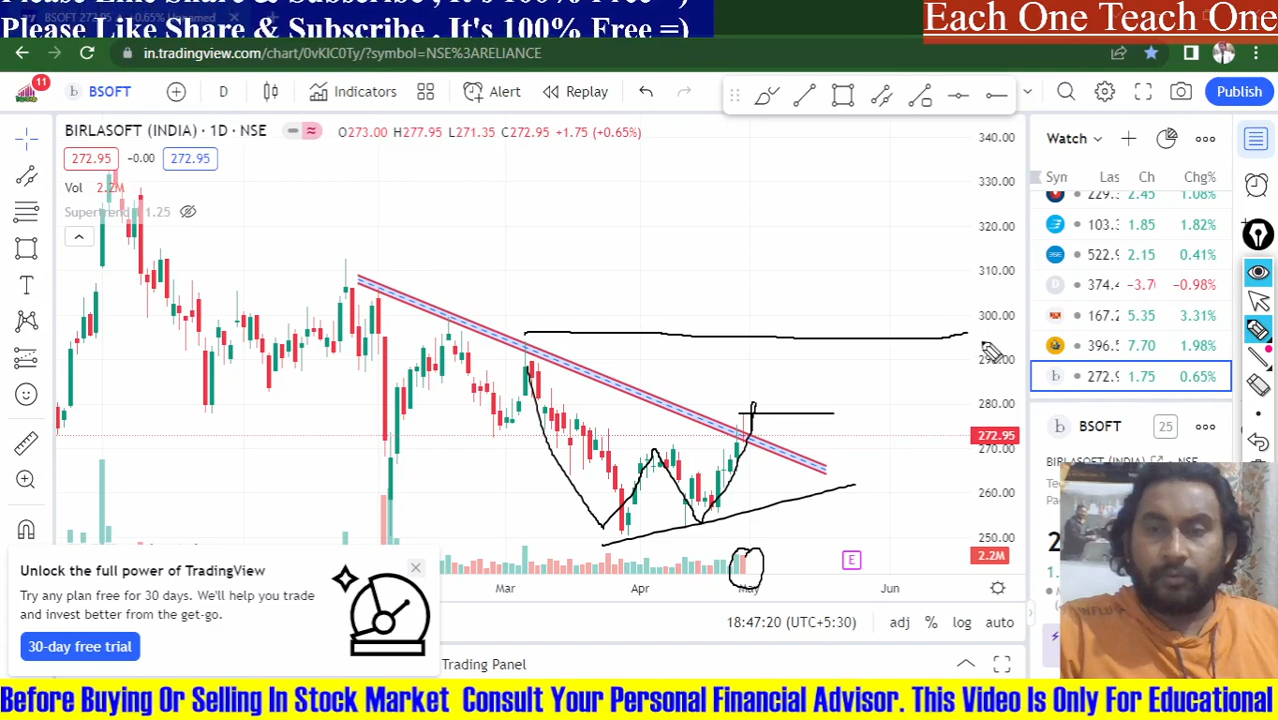 Please Like Share & Subscribe , It's 100% Free =)
Each One Teach One
in.tradingview.com/chart/0vKlC0Ty/?symbol=NSE%3ARELIANCE
11
BSOFT
D
Indicators
Alert
Replay
Publish
BIRLASOFT (INDIA) · 1D · NSE
O273.00 H277.95 L271.35 C272.95 +1.75 (+0.65%)
272.95
−0.00
272.95
Vol 2.2M
Supertrend 1.25
340.00
330.00
320.00
310.00
300.00
280.00
272.95
270.00
260.00
250.00
2.2M
Mar
Apr
May
Jun
E
Watch
Last
Ch
Chg%
2.45 1.08%
103. 1.85 1.82%
522.9 2.15 0.41%
374.4 −3.7 −0.98%
167.2 5.35 3.31%
396.5 7.70 1.98%
272.9 1.75 0.65%
BSOFT
25
Unlock the full power of TradingView
Try any plan free for 30 days. We'll help you trade and invest better from the get-go.
30-day free trial
18:47:20 (UTC+5:30)
adj
%
log
auto
Trading Panel
Before Buying Or Selling In Stock Market Consult Your Personal Financial Advisor. This Video Is Only For Educational